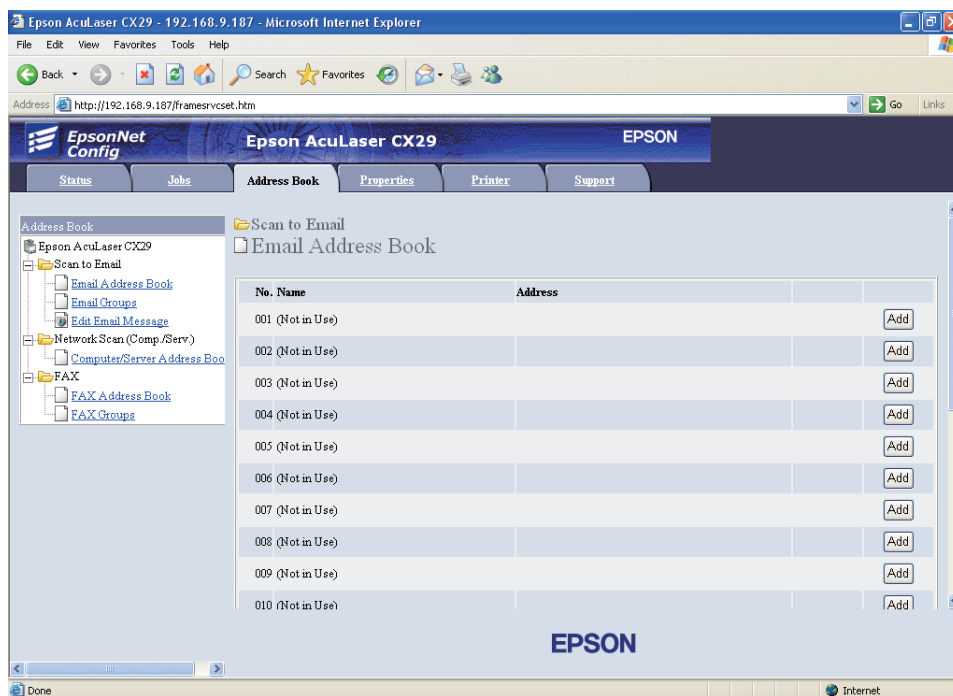 Epson AcuLaser CX29 - 192.168.9.187 - Microsoft Internet Explorer
File Edit View Favorites Tools Help
Back Search Favorites
Address http://192.168.9.187/framesrvcset.htm Go Links
EpsonNet
Config
Epson AcuLaser CX29
EPSON
Status Jobs Address Book Properties Printer Support
Address Book
Epson AcuLaser CX29
Scan to Email
Email Address Book
Email Groups
Edit Email Message
Network Scan (Comp./Serv.)
Computer/Server Address Boo
FAX
FAX Address Book
FAX Groups
Scan to Email
Email Address Book
No. Name Address
001 (Not in Use) Add
002 (Not in Use) Add
003 (Not in Use) Add
004 (Not in Use) Add
005 (Not in Use) Add
006 (Not in Use) Add
007 (Not in Use) Add
008 (Not in Use) Add
009 (Not in Use) Add
010 (Not in Use) Add
EPSON
Done Internet